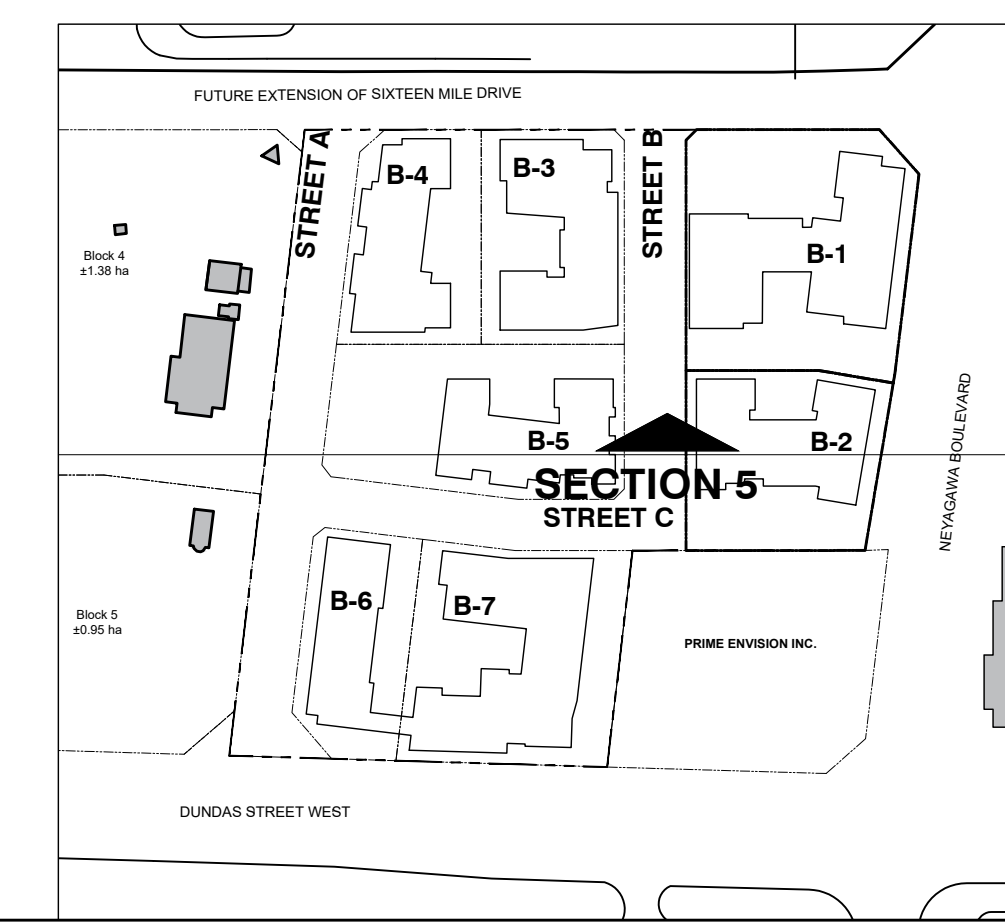 FUTURE EXTENSION OF SIXTEEN MILE DRIVE
STREET A
B-4
B-3
STREET B
B-1
Block 4
±1.38 ha
B-5
B-2
NEYAGAWA BOULEVARD
SECTION 5
STREET C
B-6
B-7
Block 5
±0.95 ha
PRIME ENVISION INC.
DUNDAS STREET WEST